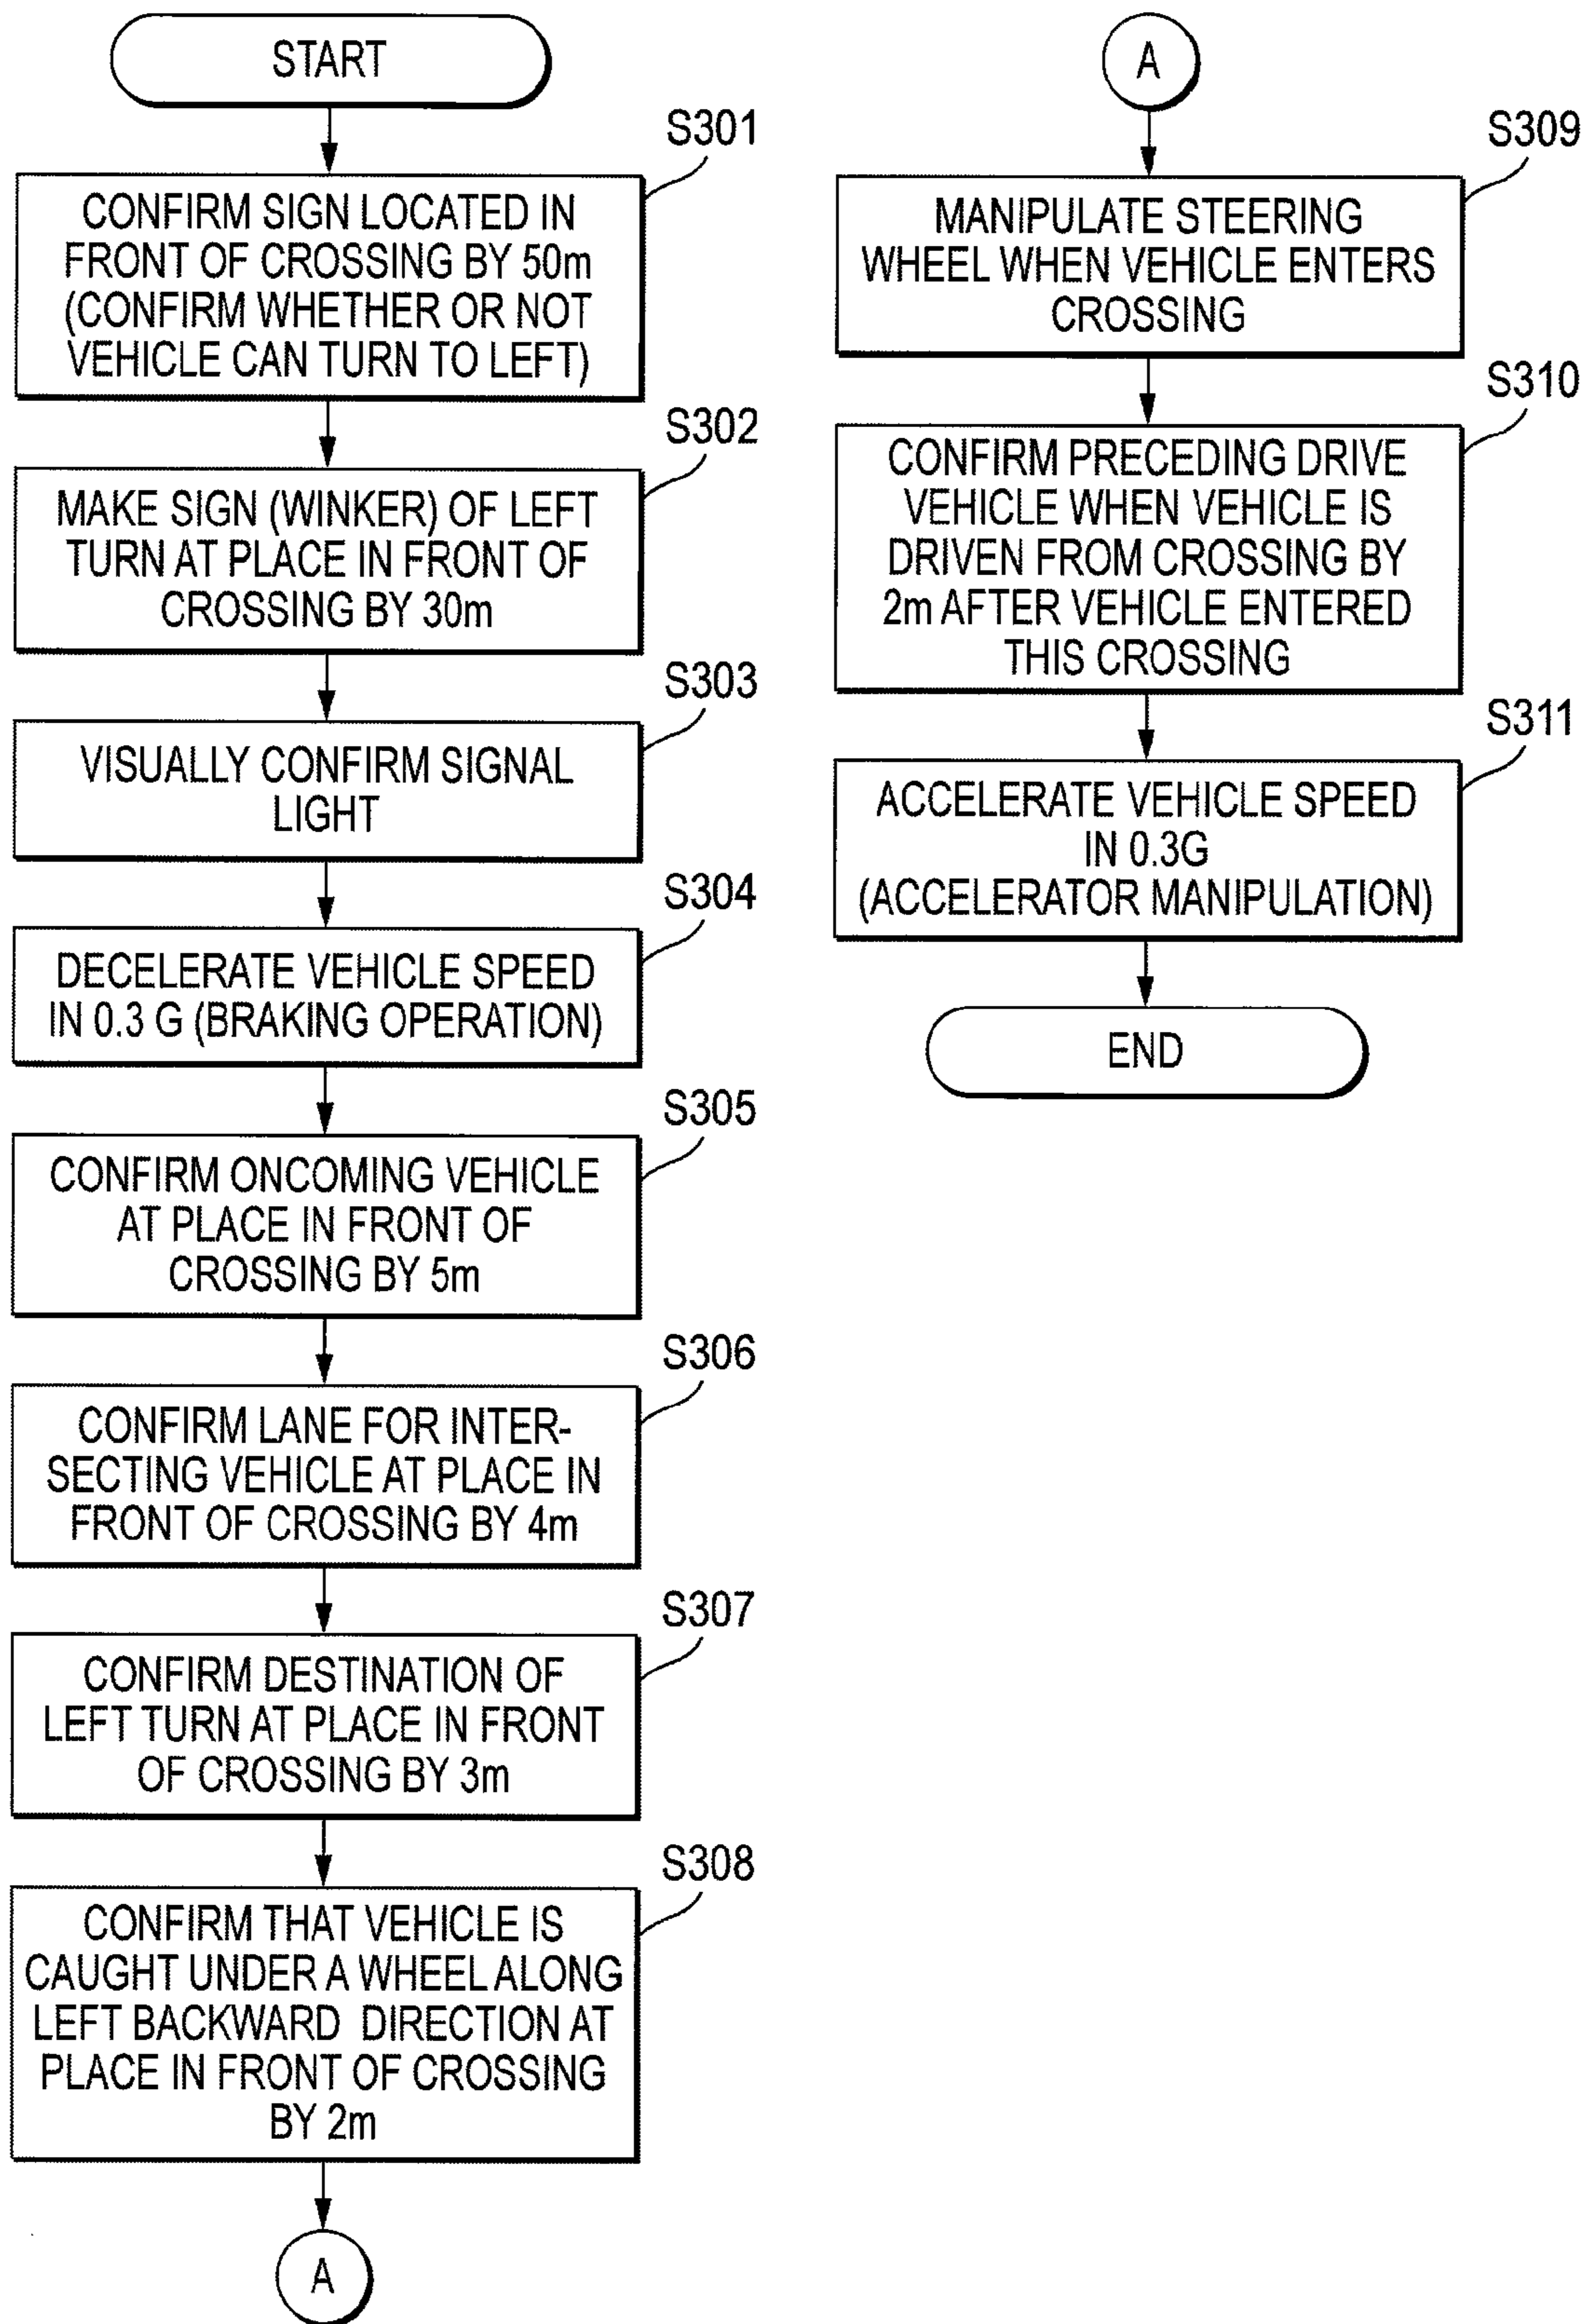 START
S301
CONFIRM SIGN LOCATED IN
FRONT OF CROSSING BY 50m
(CONFIRM WHETHER OR NOT
VEHICLE CAN TURN TO LEFT)
S302
MAKE SIGN (WINKER) OF LEFT
TURN AT PLACE IN FRONT OF
CROSSING BY 30m
S303
VISUALLY CONFIRM SIGNAL
LIGHT
S304
DECELERATE VEHICLE SPEED
IN 0.3 G (BRAKING OPERATION)
S305
CONFIRM ONCOMING VEHICLE
AT PLACE IN FRONT OF
CROSSING BY 5m
S306
CONFIRM LANE FOR INTER-
SECTING VEHICLE AT PLACE IN
FRONT OF CROSSING BY 4m
S307
CONFIRM DESTINATION OF
LEFT TURN AT PLACE IN FRONT
OF CROSSING BY 3m
S308
CONFIRM THAT VEHICLE IS
CAUGHT UNDER A WHEEL ALONG
LEFT BACKWARD DIRECTION AT
PLACE IN FRONT OF CROSSING
BY 2m
A
A
S309
MANIPULATE STEERING
WHEEL WHEN VEHICLE ENTERS
CROSSING
S310
CONFIRM PRECEDING DRIVE
VEHICLE WHEN VEHICLE IS
DRIVEN FROM CROSSING BY
2m AFTER VEHICLE ENTERED
THIS CROSSING
S311
ACCELERATE VEHICLE SPEED
IN 0.3G
(ACCELERATOR MANIPULATION)
END